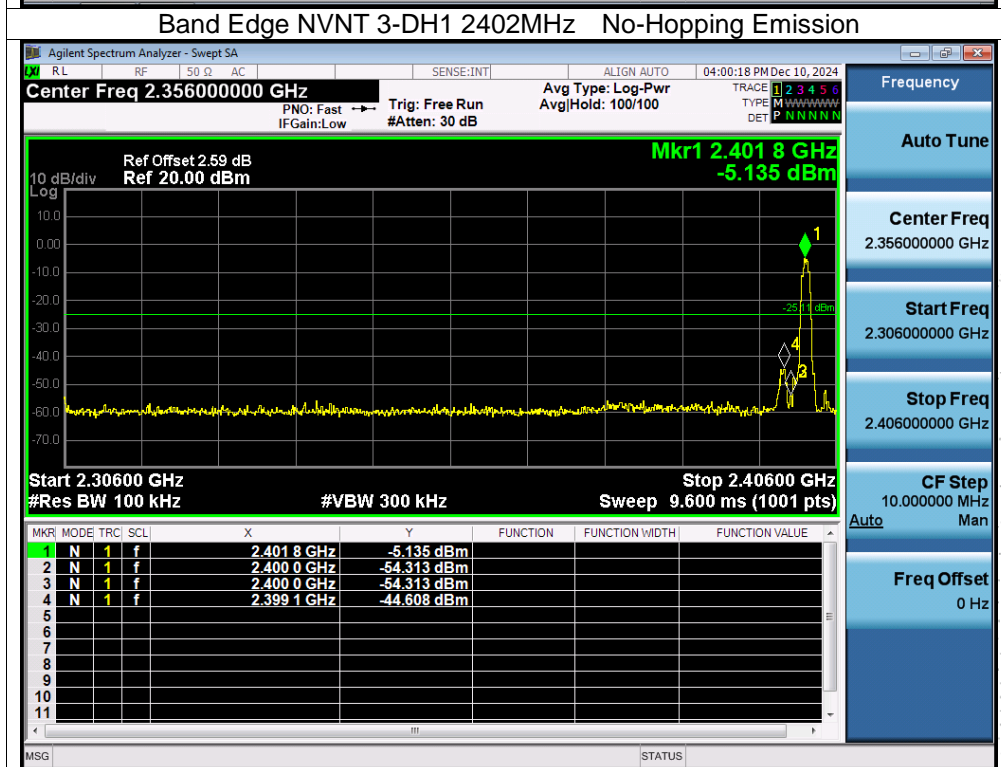 Band Edge NVNT 3-DH1 2402MHz No-Hopping Emission
Agilent Spectrum Analyzer - Swept SA
LXI RL RF 50 Ω AC SENSE:INT ALIGN AUTO 04:00:18 PM Dec 10, 2024
Center Freq 2.356000000 GHz
PNO: Fast
IFGain:Low
Trig: Free Run
#Atten: 30 dB
Avg Type: Log-Pwr
Avg|Hold: 100/100
TRACE 1 2 3 4 5 6
TYPE M WWWWW
DET P N N N N N
Frequency
Auto Tune
Center Freq
2.356000000 GHz
Start Freq
2.306000000 GHz
Stop Freq
2.406000000 GHz
CF Step
10.000000 MHz
Auto Man
Freq Offset
0 Hz
Mkr1 2.401 8 GHz
-5.135 dBm
Ref Offset 2.59 dB
10 dB/div Ref 20.00 dBm
Log
10.0
0.00
-10.0
-20.0
-30.0
-40.0
-50.0
-60.0
-70.0
1
-25.11 dBm
4
3
Start 2.30600 GHz Stop 2.40600 GHz
#Res BW 100 kHz #VBW 300 kHz Sweep 9.600 ms (1001 pts)
MKR MODE TRC SCL X Y FUNCTION FUNCTION WIDTH FUNCTION VALUE
1 N 1 f 2.401 8 GHz -5.135 dBm
2 N 1 f 2.400 0 GHz -54.313 dBm
3 N 1 f 2.400 0 GHz -54.313 dBm
4 N 1 f 2.399 1 GHz -44.608 dBm
5
6
7
8
9
10
11
MSG STATUS